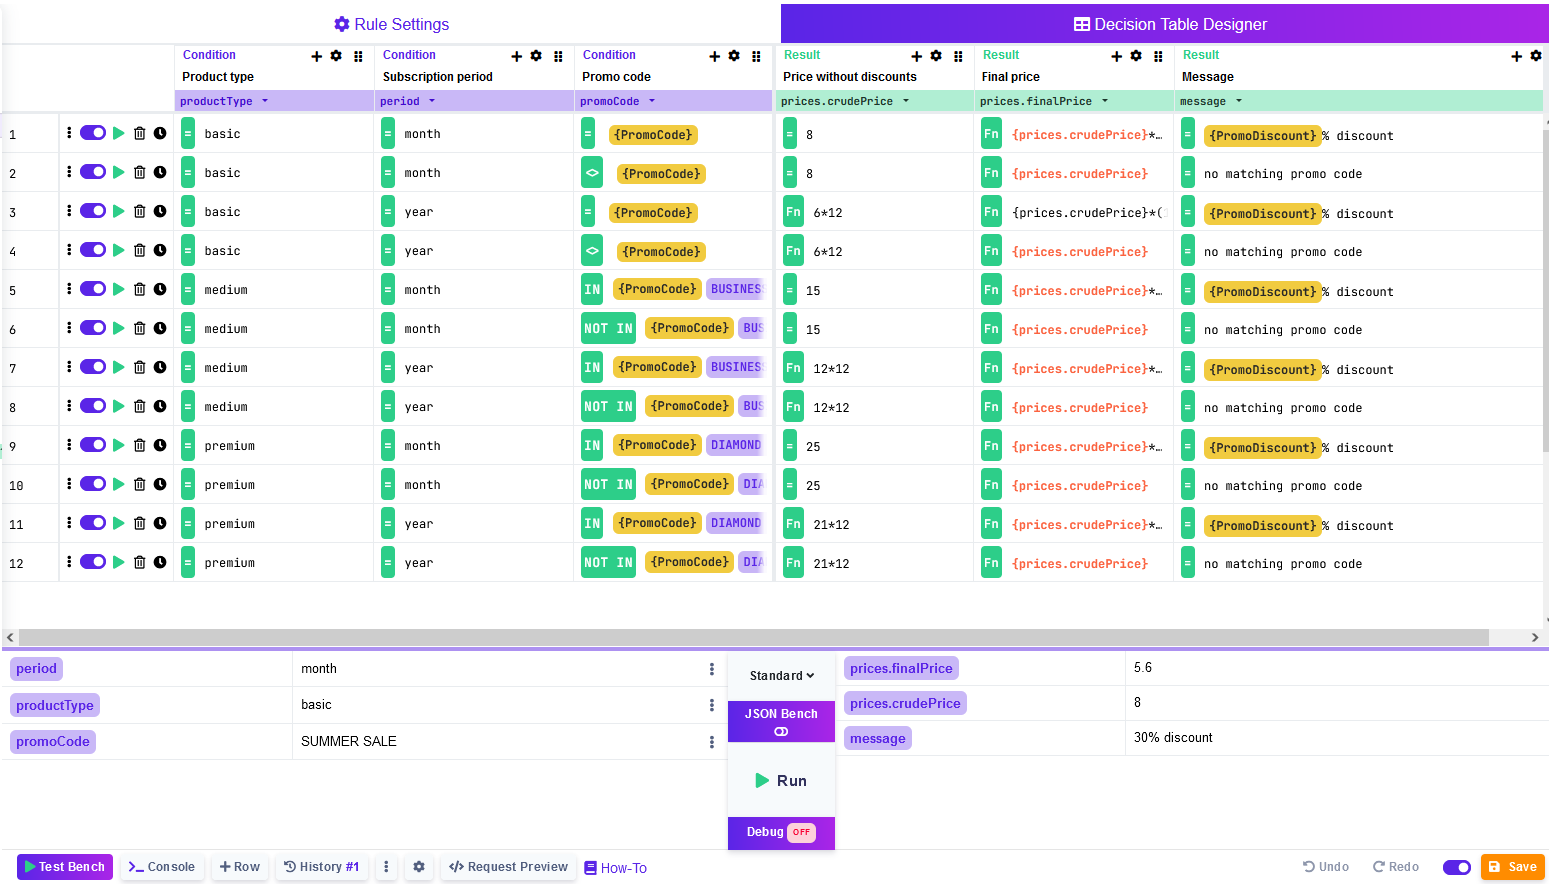 Rule Settings
Decision Table Designer
Condition Condition Condition Result Result Result
Product type Subscription period Promo code Price without discounts Final price Message
productType period promoCode prices.crudePrice prices.finalPrice message
1 = basic = month = {PromoCode} = 8 Fn {prices.crudePrice}*… = {PromoDiscount}% discount
2 = basic = month <> {PromoCode} = 8 Fn {prices.crudePrice} = no matching promo code
3 = basic = year = {PromoCode} Fn 6*12 Fn {prices.crudePrice}*( = {PromoDiscount}% discount
4 = basic = year <> {PromoCode} Fn 6*12 Fn {prices.crudePrice} = no matching promo code
5 = medium = month IN {PromoCode} BUSINES = 15 Fn {prices.crudePrice}*… = {PromoDiscount}% discount
6 = medium = month NOT IN {PromoCode} BUS = 15 Fn {prices.crudePrice} = no matching promo code
7 = medium = year IN {PromoCode} BUSINES Fn 12*12 Fn {prices.crudePrice}*… = {PromoDiscount}% discount
8 = medium = year NOT IN {PromoCode} BUS Fn 12*12 Fn {prices.crudePrice} = no matching promo code
9 = premium = month IN {PromoCode} DIAMOND = 25 Fn {prices.crudePrice}*… = {PromoDiscount}% discount
10 = premium = month NOT IN {PromoCode} DIA = 25 Fn {prices.crudePrice} = no matching promo code
11 = premium = year IN {PromoCode} DIAMOND Fn 21*12 Fn {prices.crudePrice}*… = {PromoDiscount}% discount
12 = premium = year NOT IN {PromoCode} DIA Fn 21*12 Fn {prices.crudePrice} = no matching promo code
period month
productType basic
promoCode SUMMER SALE
Standard
JSON Bench
Run
Debug OFF
prices.finalPrice 5.6
prices.crudePrice 8
message 30% discount
Test Bench Console Row History #1 Request Preview How-To Undo Redo Save